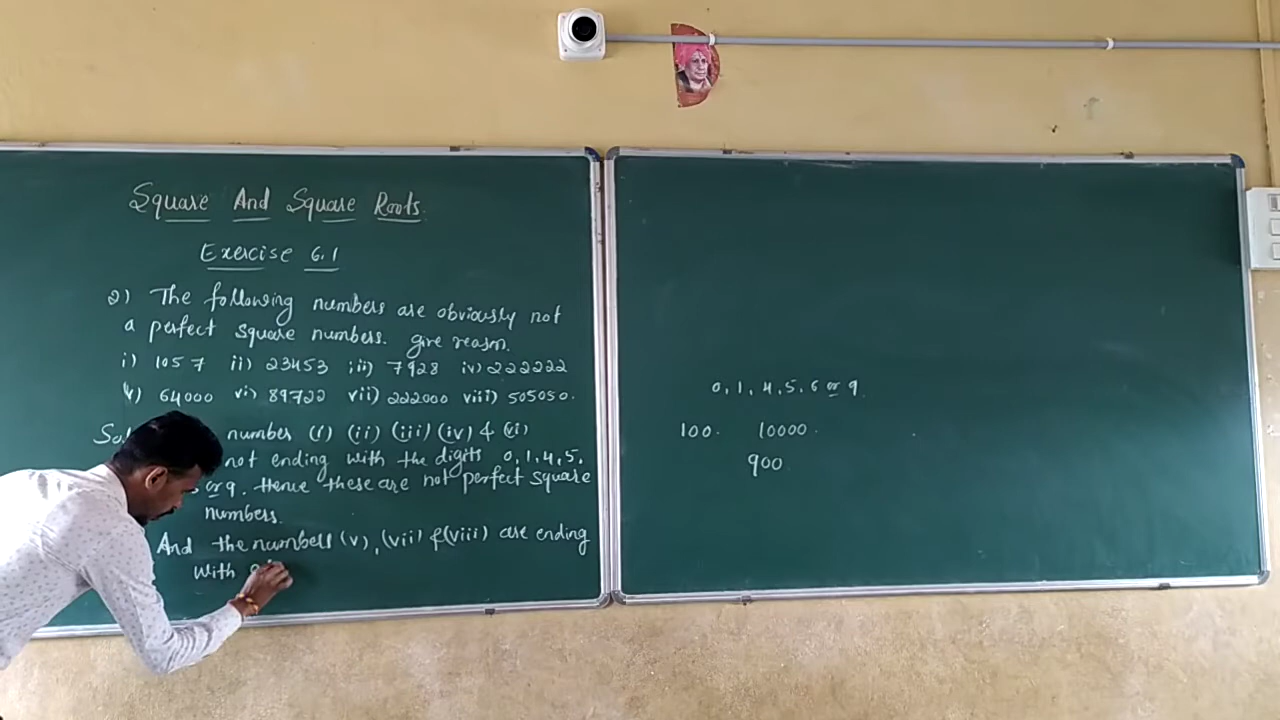 Square And Square Roots.
Exercise 6.1
2) The following numbers are obviously not
a perfect square numbers. give reason.
i) 1057 ii) 23453 iii) 7928 iv) 222222
v) 64000 vi) 89722 vii) 222000 viii) 505050.
number (i) (ii) (iii) (iv) & (vi)
not ending with the digits 0, 1, 4, 5,
or 9. Hence these are not perfect square
numbers.
And the numbers (v), (vii) & (viii) are ending
with
0, 1, 4, 5, 6 or 9.
100. 10000.
900.